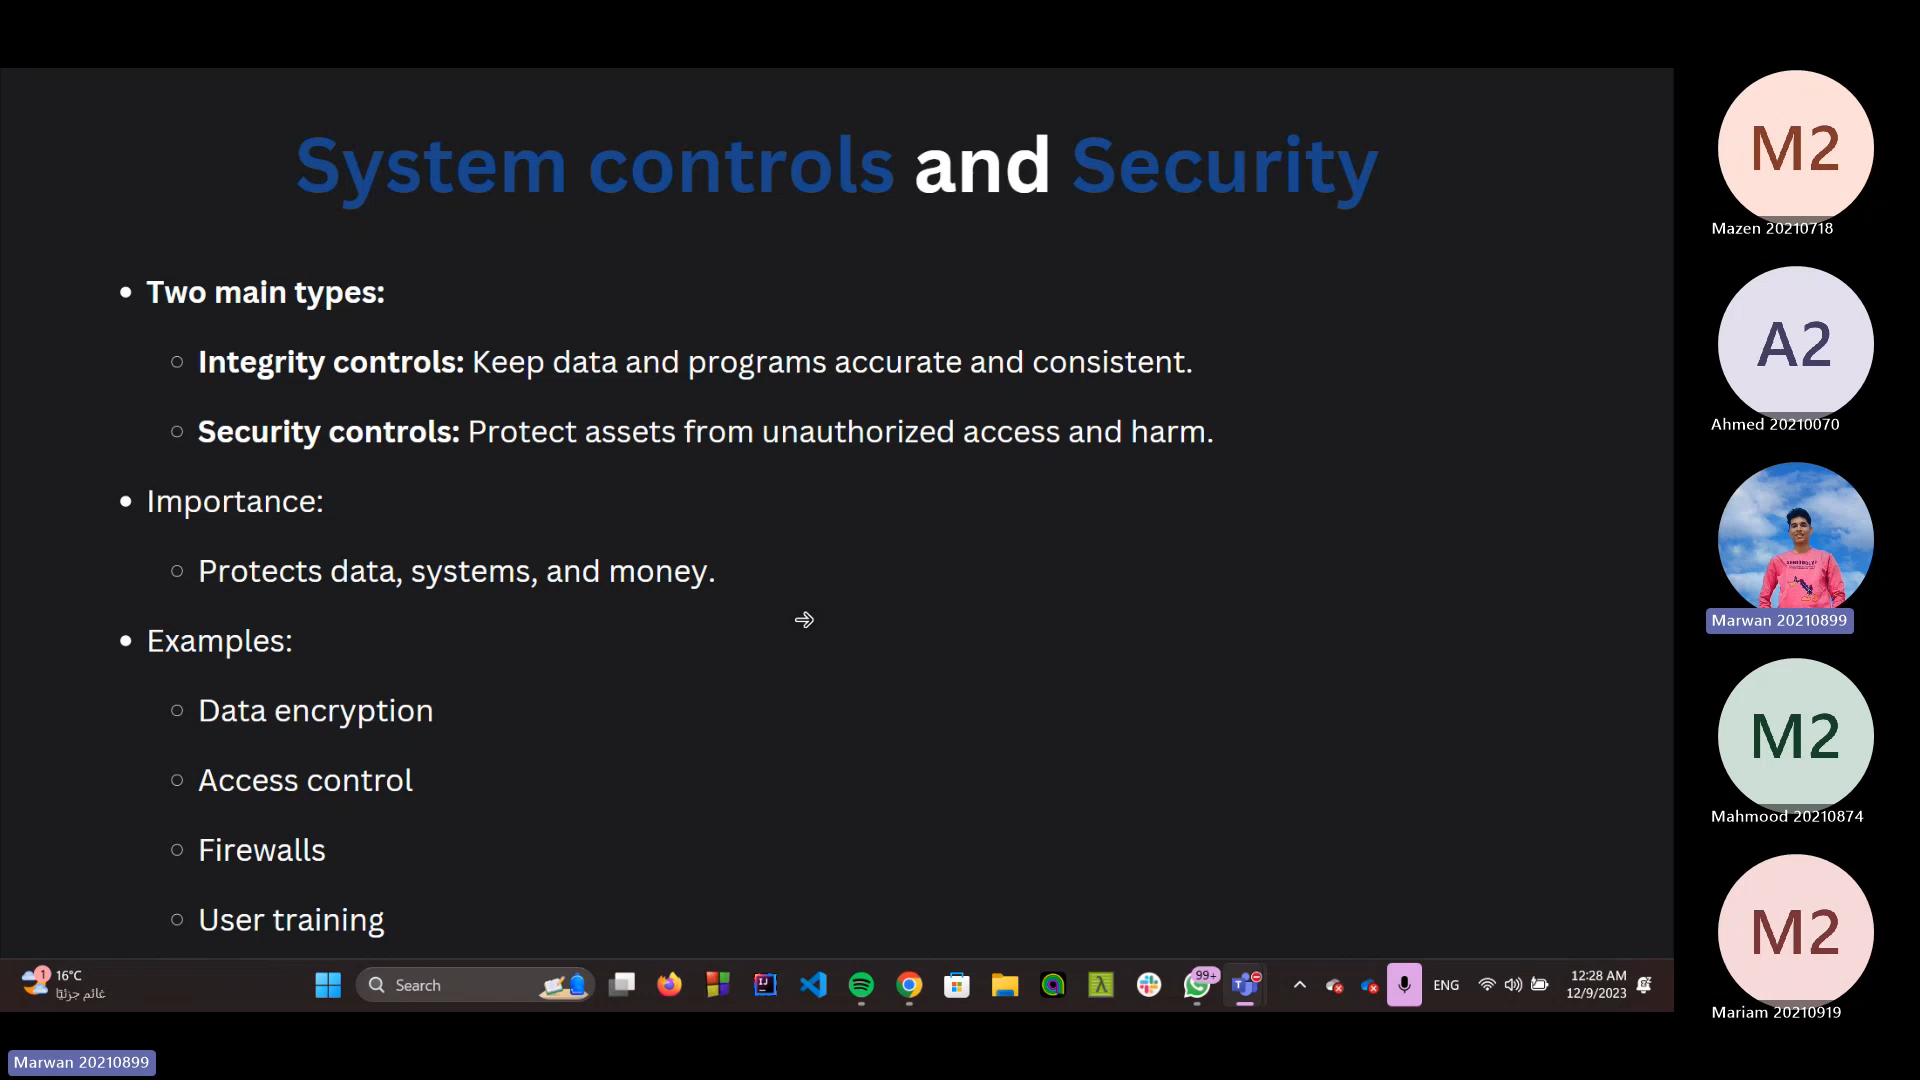 System controls and Security
Two main types:
Integrity controls: Keep data and programs accurate and consistent.
Security controls: Protect assets from unauthorized access and harm.
Importance:
Protects data, systems, and money.
Examples:
Data encryption
Access control
Firewalls
User training
M2
Mazen 20210718
A2
Ahmed 20210070
Marwan 20210899
M2
Mahmood 20210874
M2
Mariam 20210919
1
16°C
غائم جزئيًا
Search
99+
ENG
12:28 AM
12/9/2023
Marwan 20210899